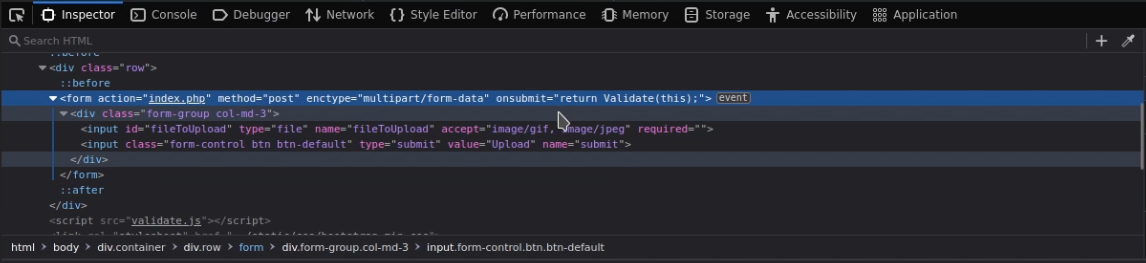 Inspector Console Debugger Network Style Editor Performance Memory Storage Accessibility Application
Search HTML
::before
<div class="row">
::before
<form action="index.php" method="post" enctype="multipart/form-data" onsubmit="return Validate(this);"> event
<div class="form-group col-md-3">
<input id="fileToUpload" type="file" name="fileToUpload" accept="image/gif, image/jpeg" required="">
<input class="form-control btn btn-default" type="submit" value="Upload" name="submit">
</div>
</form>
::after
</div>
<script src="validate.js"></script>
html > body > div.container > div.row > form > div.form-group.col-md-3 > input.form-control.btn.btn-default